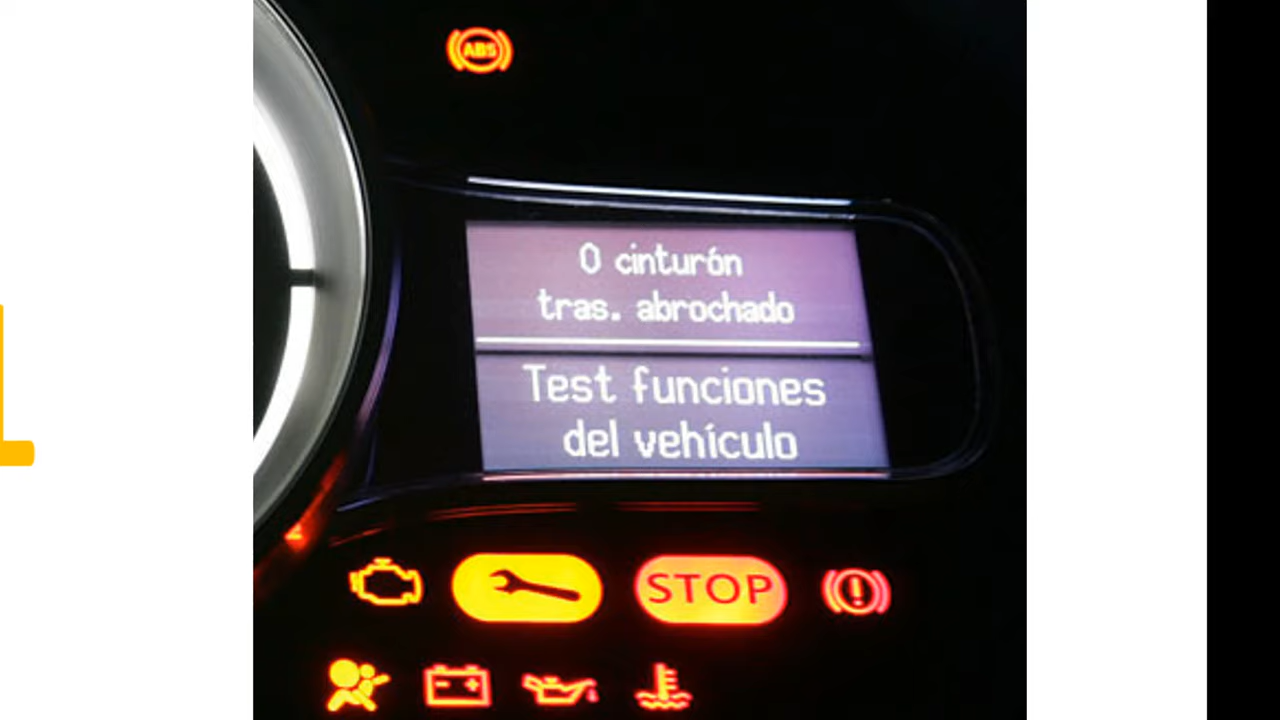 ABS
0 cinturón
tras. abrochado
Test funciones
del vehículo
STOP